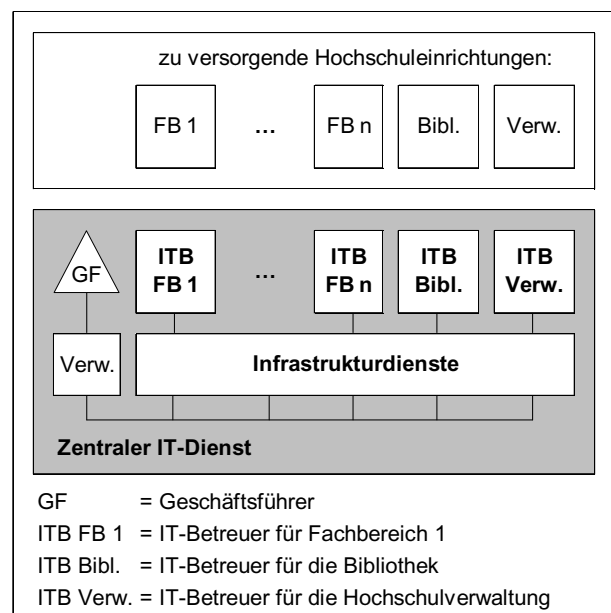 zu versorgende Hochschuleinrichtungen:
FB 1 ... FB n Bibl. Verw.
GF
ITB FB 1
...
ITB FB n
ITB Bibl.
ITB Verw.
Verw. Infrastrukturdienste
Zentraler IT-Dienst
GF = Geschäftsführer
ITB FB 1 = IT-Betreuer für Fachbereich 1
ITB Bibl. = IT-Betreuer für die Bibliothek
ITB Verw. = IT-Betreuer für die Hochschulverwaltung